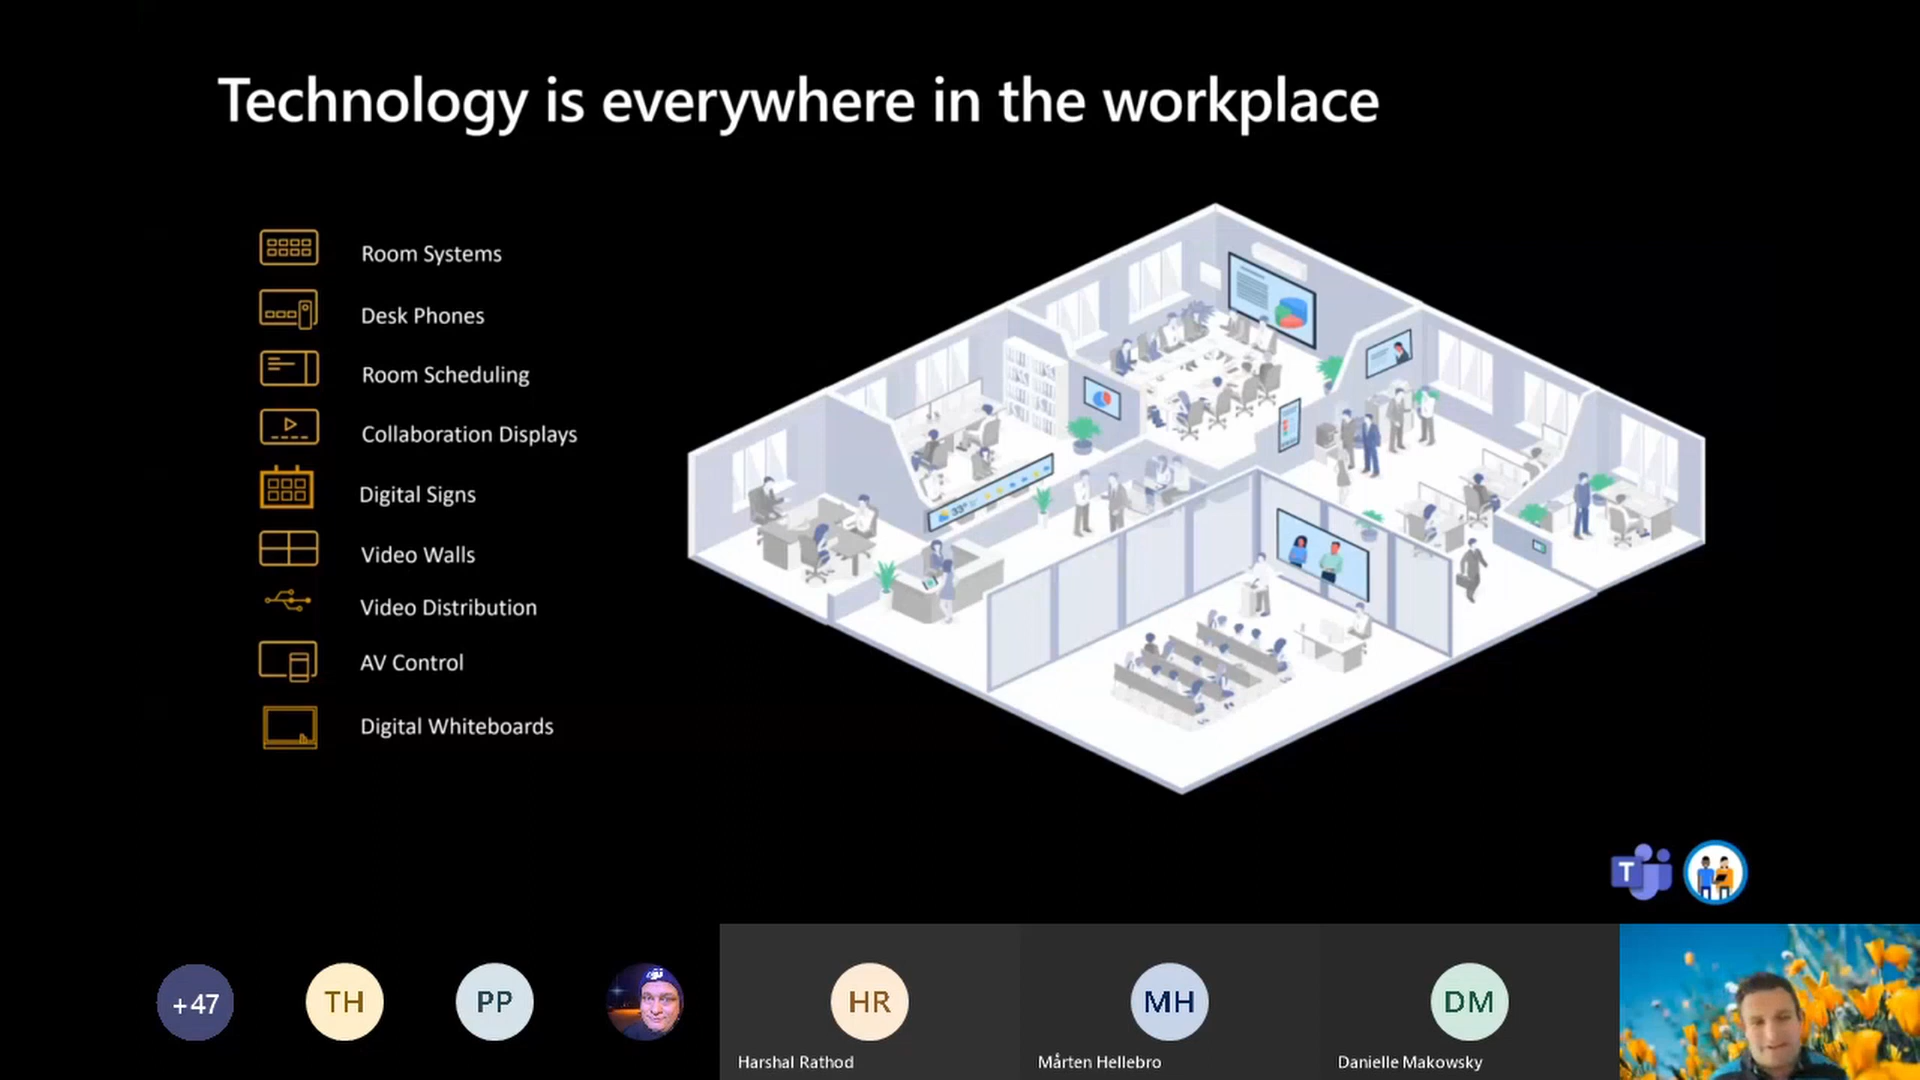 Technology is everywhere in the workplace
Room Systems
Desk Phones
Room Scheduling
Collaboration Displays
Digital Signs
Video Walls
Video Distribution
AV Control
Digital Whiteboards
33°
T
+47
TH
PP
HR
MH
DM
Harshal Rathod
Mårten Hellebro
Danielle Makowsky